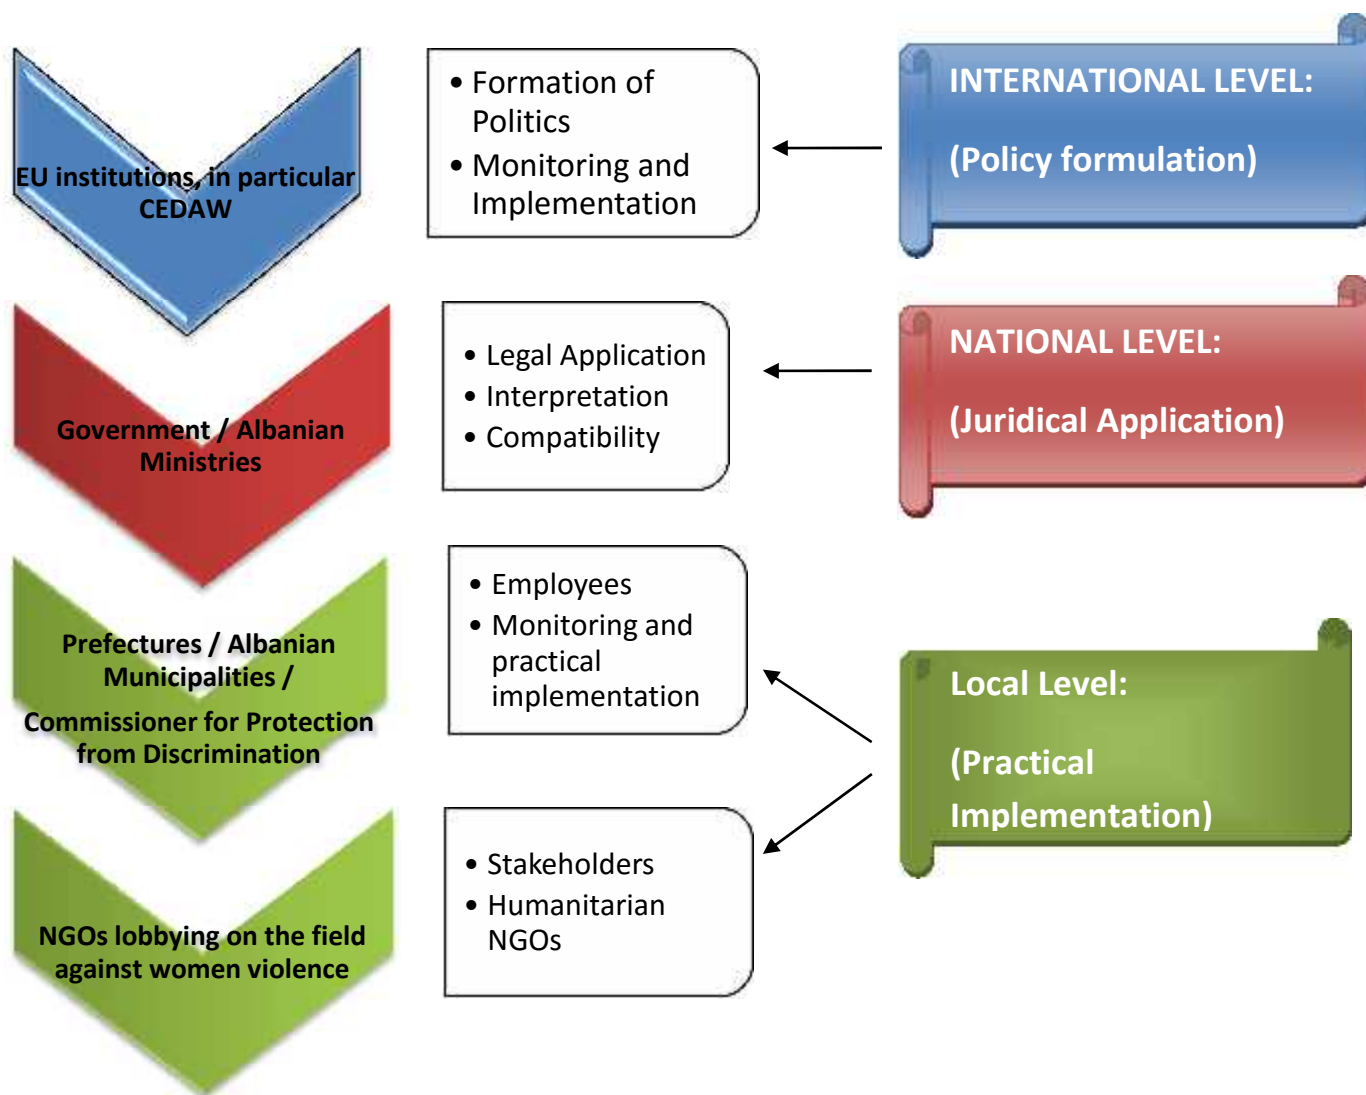 EU institutions, in particular
CEDAW
• Formation of
Politics
• Monitoring and
Implementation
INTERNATIONAL LEVEL:
(Policy formulation)
Government / Albanian
Ministries
• Legal Application
• Interpretation
• Compatibility
NATIONAL LEVEL:
(Juridical Application)
Prefectures / Albanian
Municipalities /
Commissioner for Protection
from Discrimination
• Employees
• Monitoring and
practical
implementation
Local Level:
(Practical
Implementation)
NGOs lobbying on the field
against women violence
• Stakeholders
• Humanitarian
NGOs